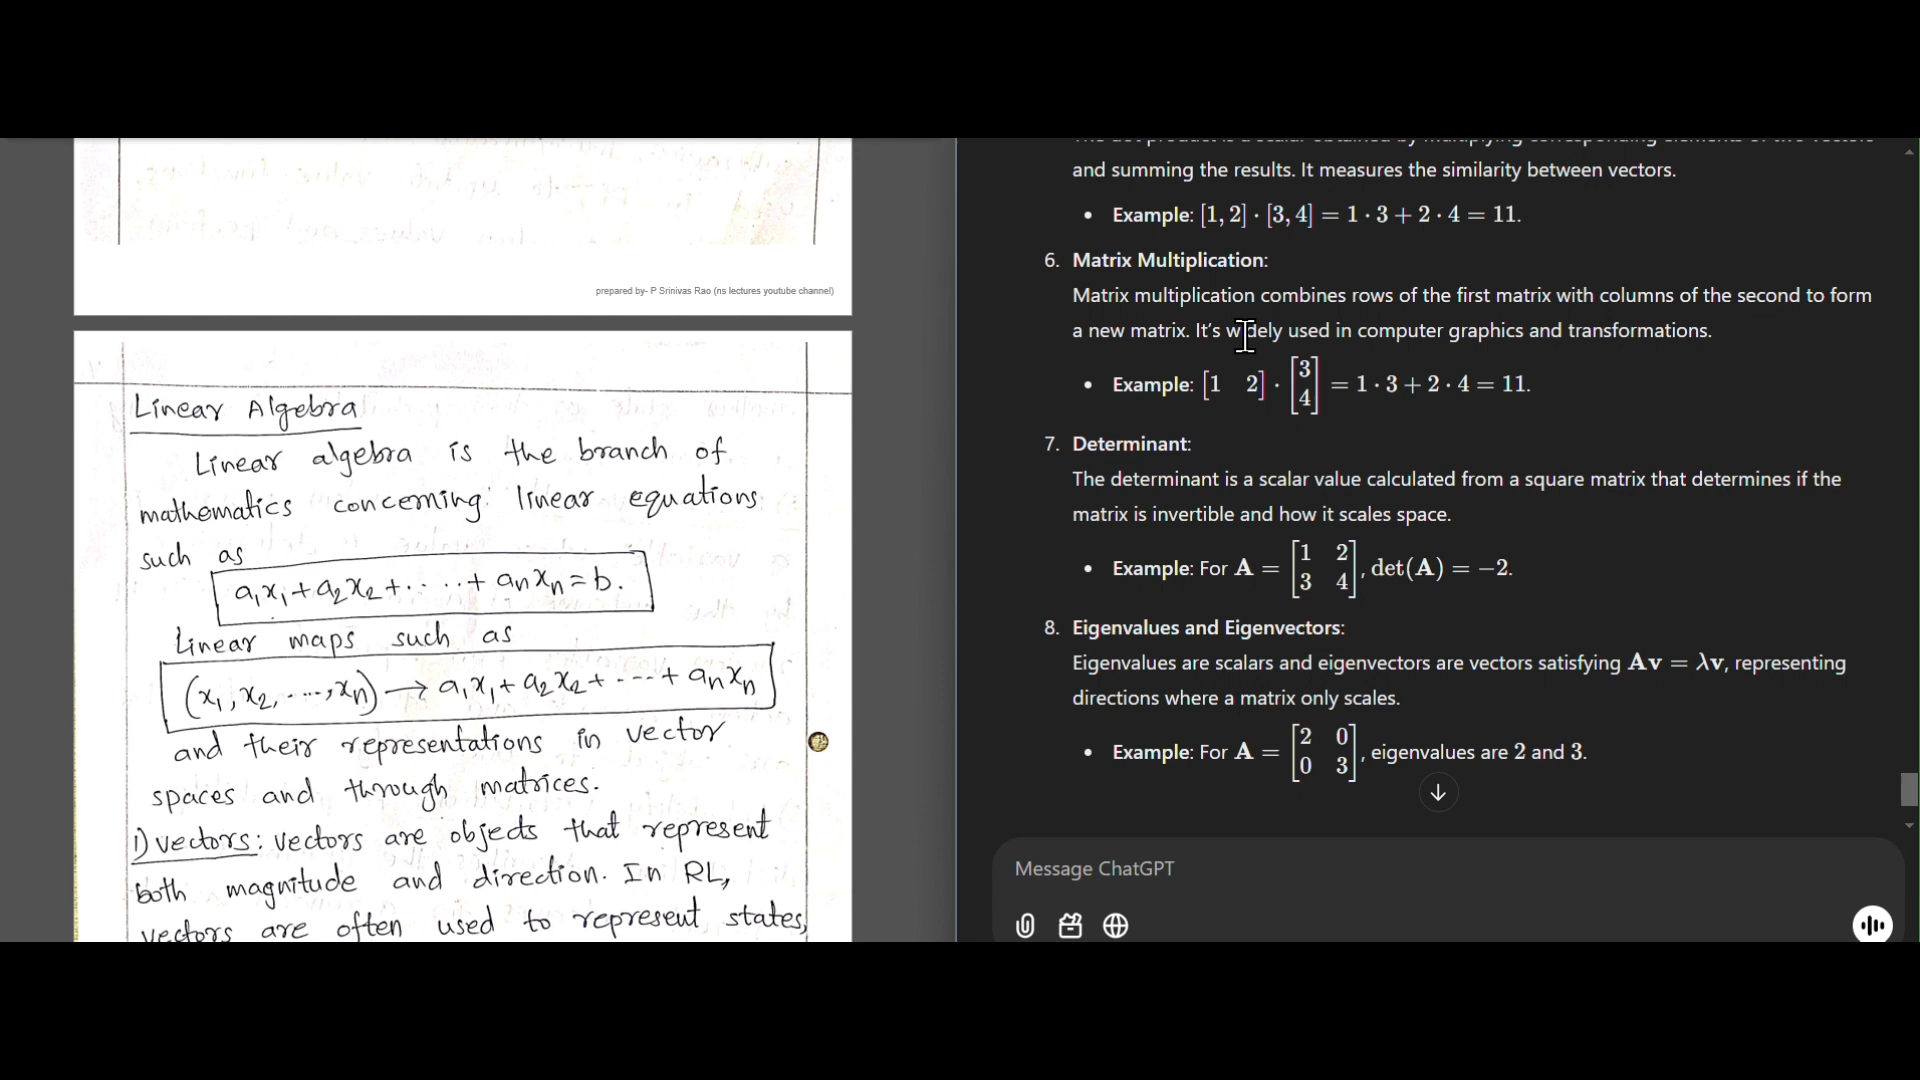 prepared by- P Srinivas Rao (ns lectures youtube channel)
Linear Algebra
Linear algebra is the branch of
mathematics concerning linear equations
such as
a₁x₁+a₂x₂+.....+aₙxₙ=b.
Linear maps such as
(x₁,x₂,....,xₙ)→a₁x₁+a₂x₂+----+aₙxₙ
and their representations in vector
spaces and through matrices.
1) vectors: vectors are objects that represent
both magnitude and direction. In RL,
vectors are often used to represent states,
and summing the results. It measures the similarity between vectors.
• Example: [1, 2] · [3, 4] = 1 · 3 + 2 · 4 = 11.
6. Matrix Multiplication:
Matrix multiplication combines rows of the first matrix with columns of the second to form
a new matrix. It's widely used in computer graphics and transformations.
• Example: [1 2] · [3 4] = 1 · 3 + 2 · 4 = 11.
7. Determinant:
The determinant is a scalar value calculated from a square matrix that determines if the
matrix is invertible and how it scales space.
• Example: For A = [1 2 3 4], det(A) = −2.
8. Eigenvalues and Eigenvectors:
Eigenvalues are scalars and eigenvectors are vectors satisfying Av = λv, representing
directions where a matrix only scales.
• Example: For A = [2 0 0 3], eigenvalues are 2 and 3.
Message ChatGPT